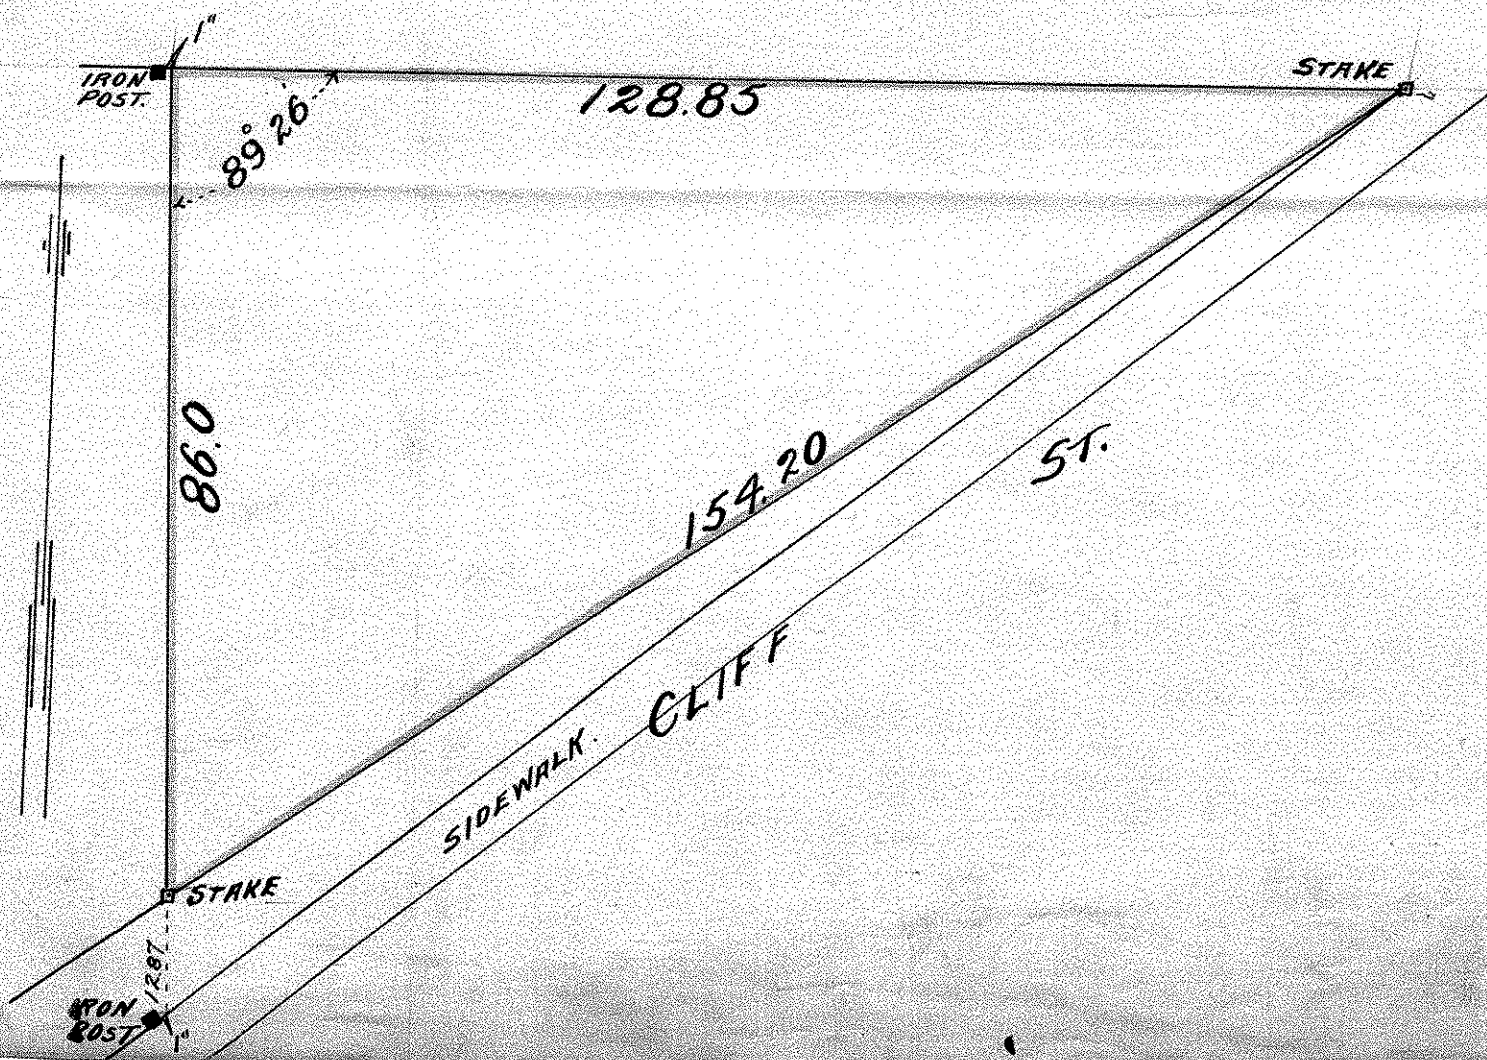 1"
IRON
POST.
STAKE
128.85
89° 26
86.0
154.20
ST.
CLIFF
SIDEWALK.
STAKE
12.87
IRON
POST
1"